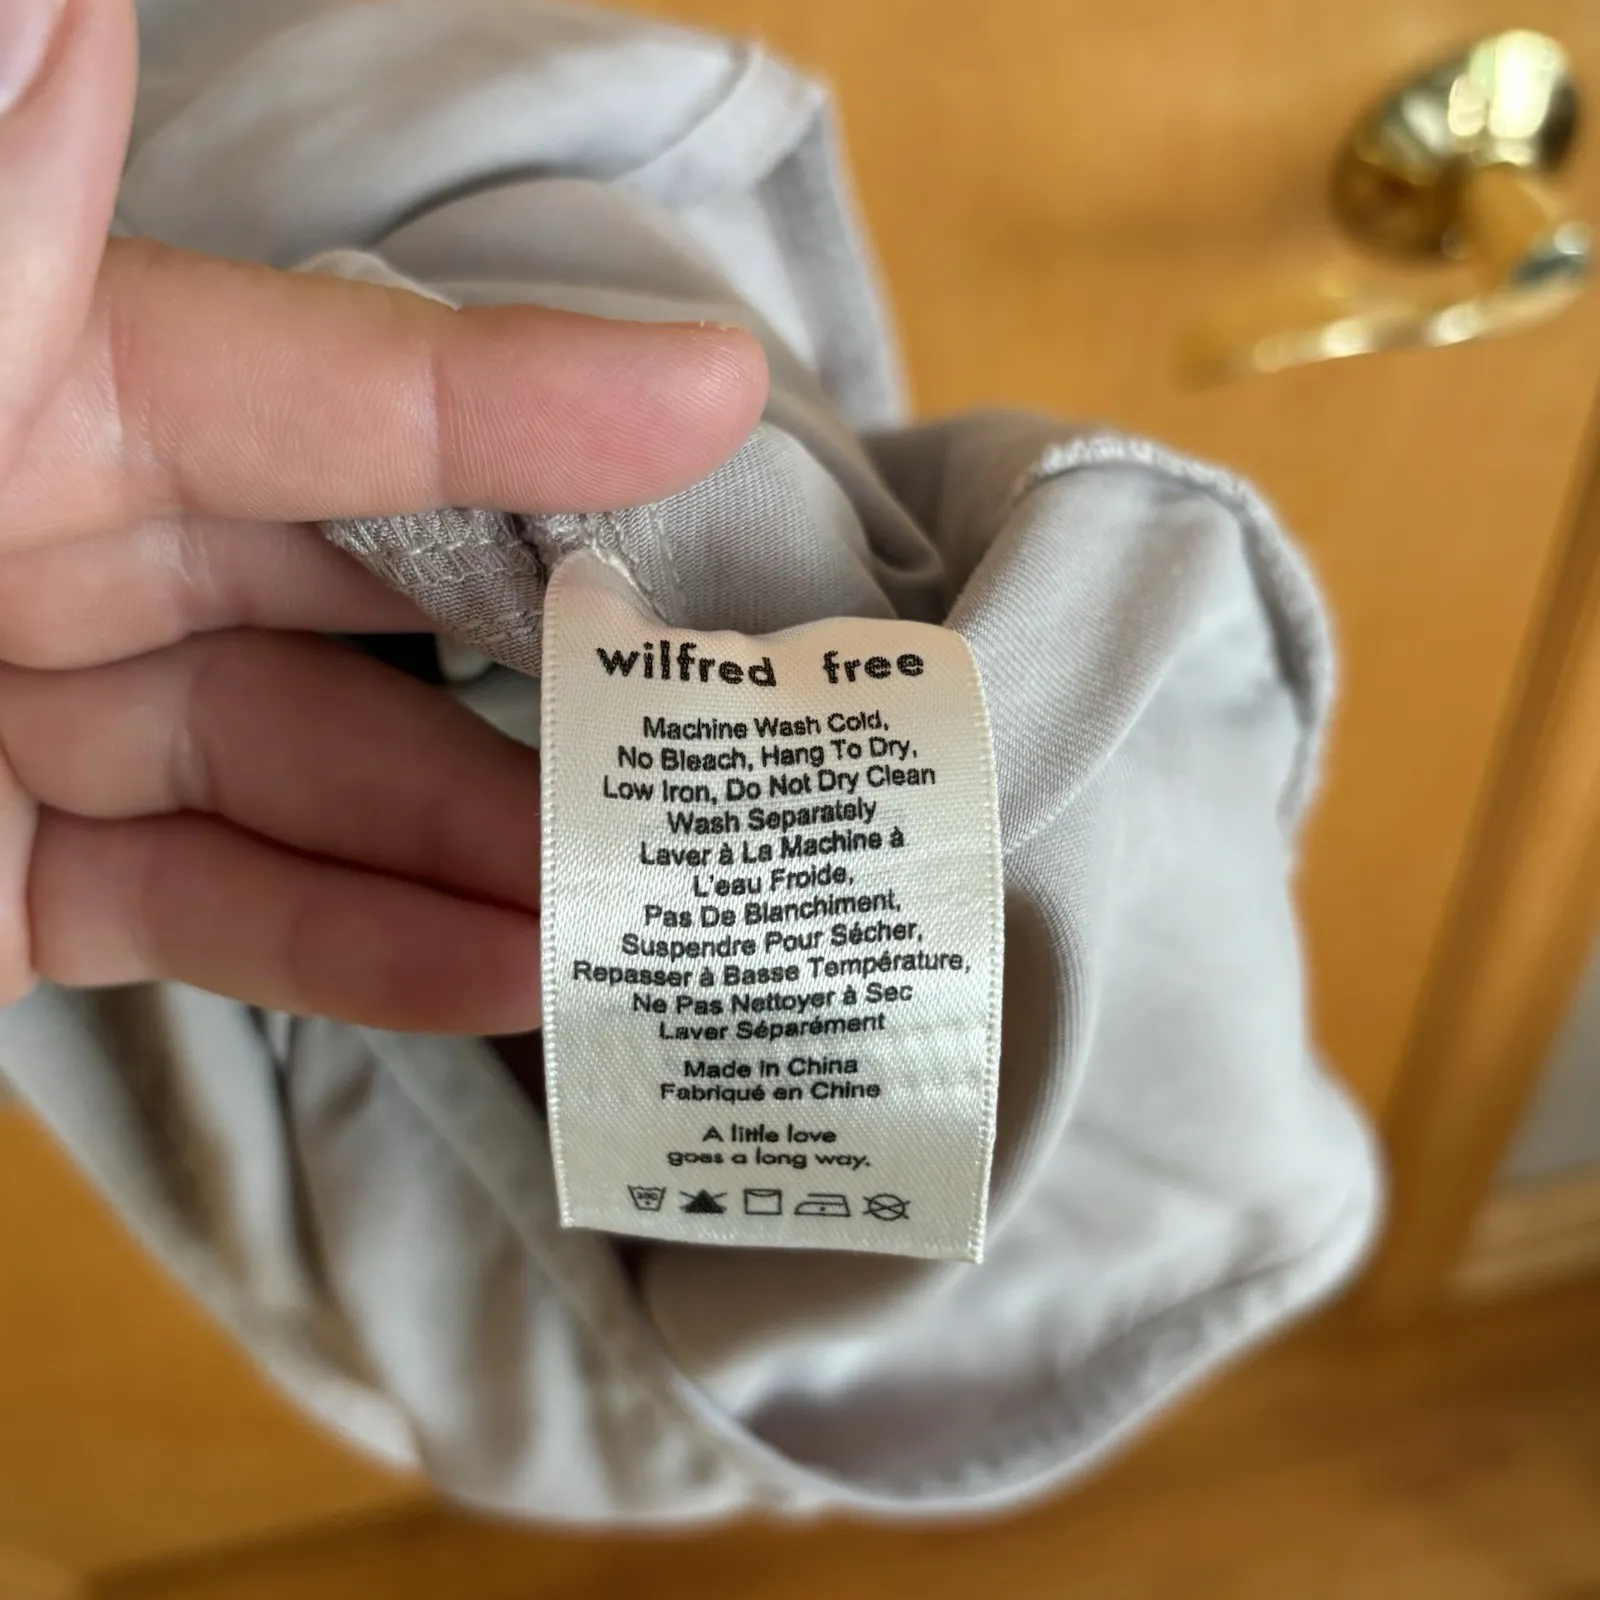 wilfred free
Machine Wash Cold,
No Bleach, Hang To Dry,
Low Iron, Do Not Dry Clean
Wash Separately
Laver à La Machine à
L'eau Froide,
Pas De Blanchiment,
Suspendre Pour Sécher,
Repasser à Basse Température,
Ne Pas Nettoyer à Sec
Laver Séparément
Made In China
Fabriqué en Chine
A little love
goes a long way.